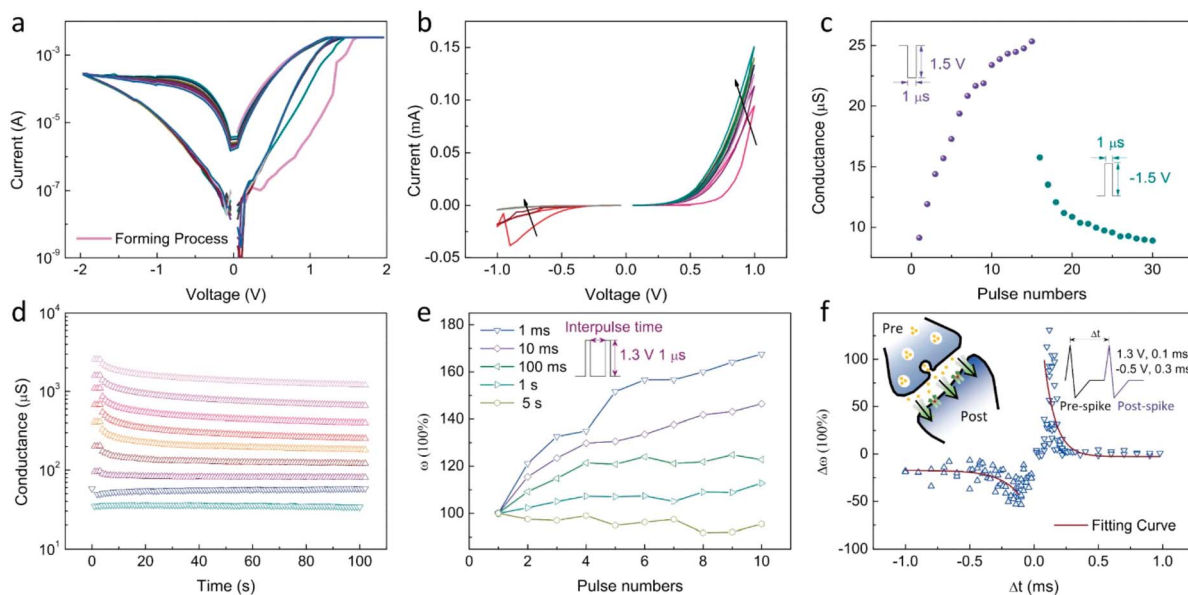 a
10⁻³
10⁻⁵
10⁻⁷
10⁻⁹
Current (A)
Forming Process
-2
-1
0
1
2
Voltage (V)
b
0.15
0.10
0.05
0.00
0.05
Current (mA)
-1.0
-0.5
0.0
0.5
1.0
Voltage (V)
c
25
20
15
10
Conductance (μS)
1.5 V
1 μs
1 μs
-1.5 V
0
10
20
30
Pulse numbers
d
10⁴
10³
10²
10¹
Conductance (μS)
0
20
40
60
80
100
Time (s)
e
180
160
140
120
100
ω (100%)
1 ms
10 ms
100 ms
1 s
5 s
Interpulse time
1.3 V 1 μs
0
2
4
6
8
10
Pulse numbers
f
100
50
0
-50
-100
Δω (100%)
Pre
Post
Δt
1.3 V, 0.1 ms
-0.5 V, 0.3 ms
Pre-spike
Post-spike
Fitting Curve
-1.0
-0.5
0.0
0.5
1.0
Δt (ms)